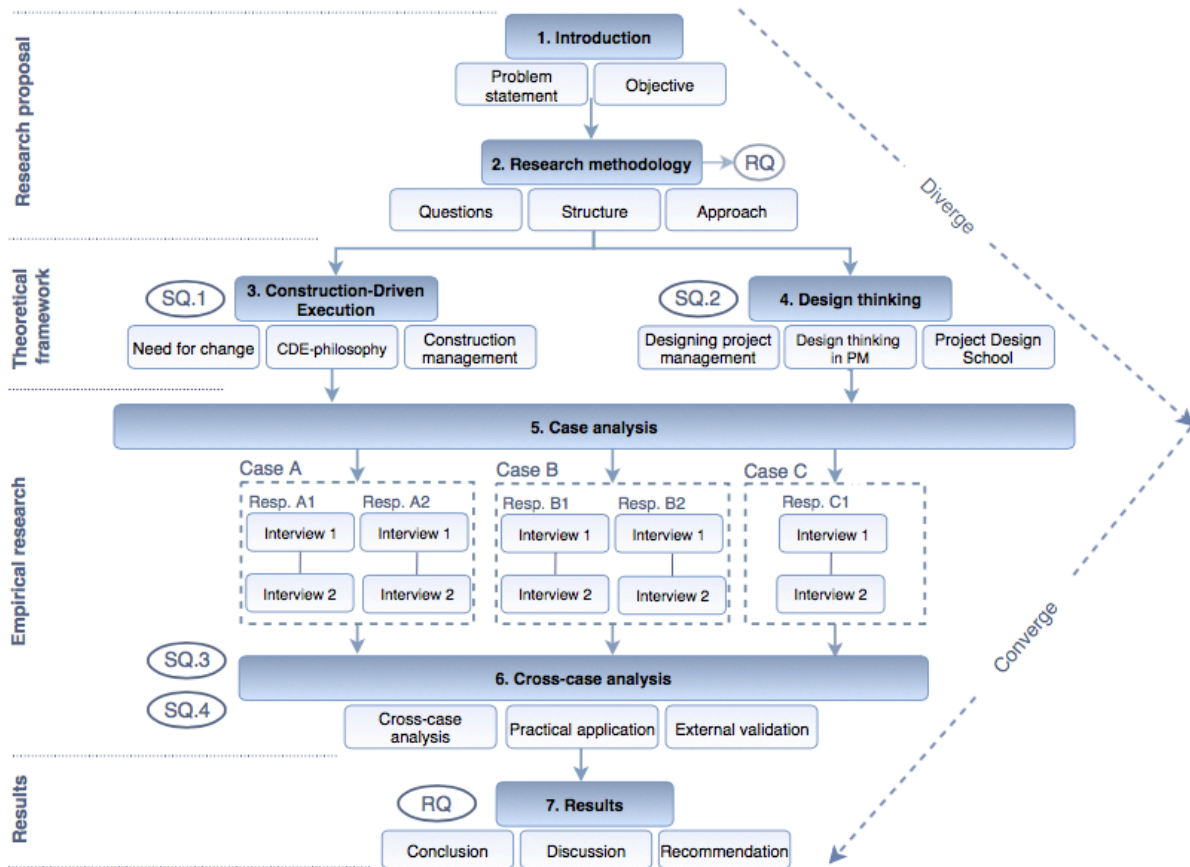 Research proposal
1. Introduction
Problem
statement
Objective
2. Research methodology
RQ
Questions
Structure
Approach
Diverge
Theoretical
framework
SQ.1
3. Construction-Driven
Execution
Need for change
CDE-philosophy
Construction
management
SQ.2
4. Design thinking
Designing project
management
Design thinking
in PM
Project Design
School
Empirical research
5. Case analysis
Case A
Resp. A1
Resp. A2
Interview 1
Interview 1
Interview 2
Interview 2
Case B
Resp. B1
Resp. B2
Interview 1
Interview 1
Interview 2
Interview 2
Case C
Resp. C1
Interview 1
Interview 2
Converge
SQ.3
SQ.4
6. Cross-case analysis
Cross-case
analysis
Practical application
External validation
Results
RQ
7. Results
Conclusion
Discussion
Recommendation